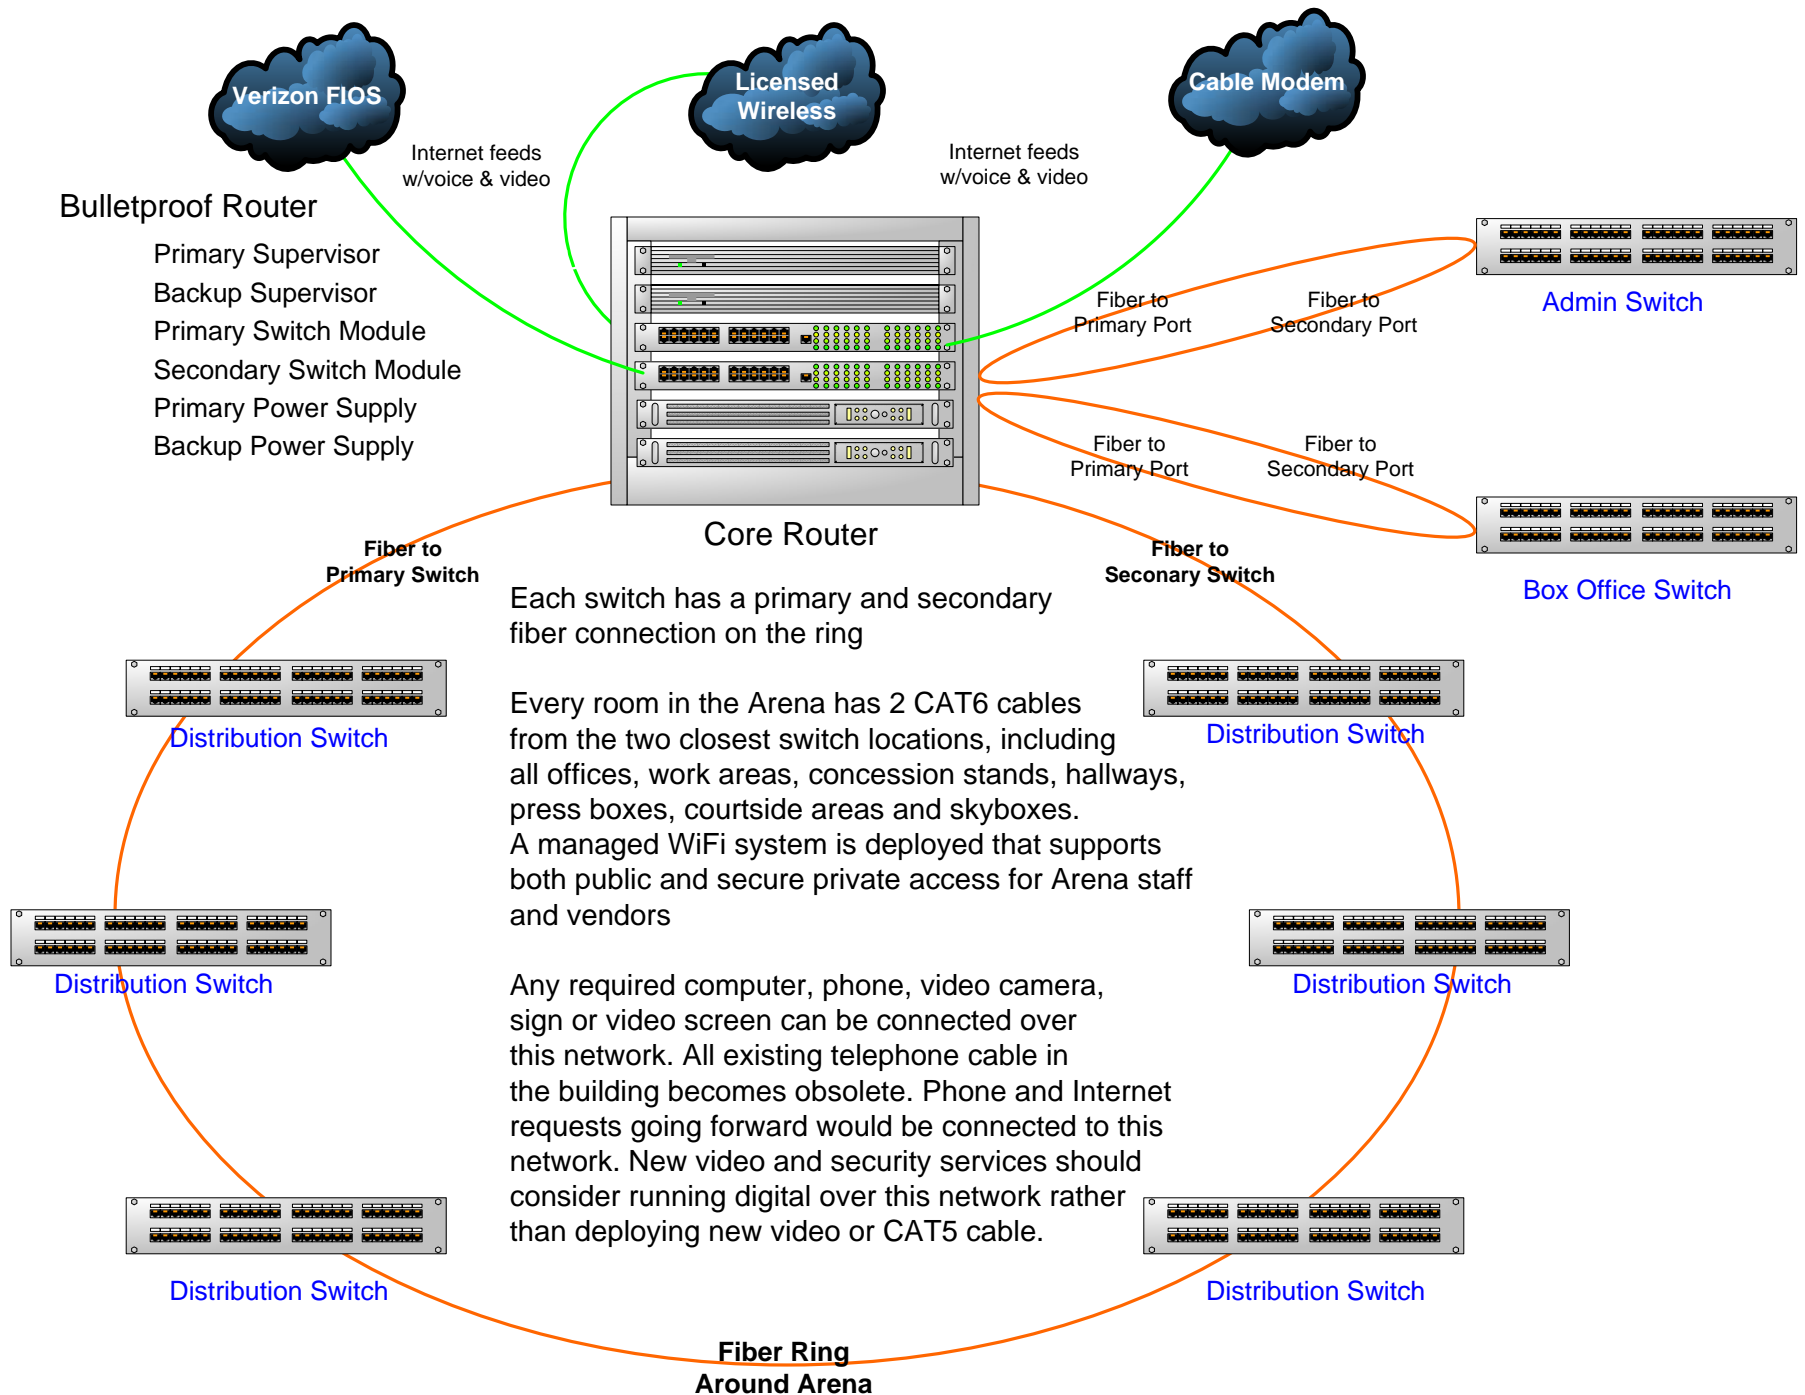 Verizon FIOS
Licensed
Wireless
Cable Modem
Internet feeds
w/voice & video
Internet feeds
w/voice & video
Bulletproof Router
Primary Supervisor
Backup Supervisor
Primary Switch Module
Secondary Switch Module
Primary Power Supply
Backup Power Supply
Fiber to
Primary Port
Fiber to
Secondary Port
Admin Switch
Fiber to
Primary Port
Fiber to
Secondary Port
Box Office Switch
Core Router
Fiber to
Primary Switch
Fiber to
Seconary Switch
Each switch has a primary and secondary
fiber connection on the ring
Every room in the Arena has 2 CAT6 cables
from the two closest switch locations, including
all offices, work areas, concession stands, hallways,
press boxes, courtside areas and skyboxes.
A managed WiFi system is deployed that supports
both public and secure private access for Arena staff
and vendors
Any required computer, phone, video camera,
sign or video screen can be connected over
this network. All existing telephone cable in
the building becomes obsolete. Phone and Internet
requests going forward would be connected to this
network. New video and security services should
consider running digital over this network rather
than deploying new video or CAT5 cable.
Distribution Switch
Distribution Switch
Distribution Switch
Distribution Switch
Distribution Switch
Distribution Switch
Fiber Ring
Around Arena